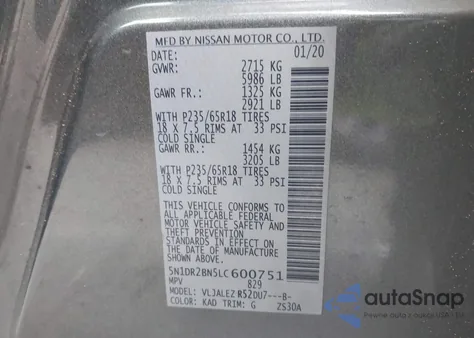 MFD BY NISSAN MOTOR CO., LTD.
DATE: 01/20
GVWR: 2715 KG
5986 LB
GAWR FR.: 1325 KG
2921 LB
WITH P235/65R18 TIRES
18 X 7.5 RIMS AT 33 PSI
COLD SINGLE
GAWR RR.: 1454 KG
3205 LB
WITH P235/65R18 TIRES
18 X 7.5 RIMS AT 33 PSI
COLD SINGLE
THIS VEHICLE CONFORMS TO
ALL APPLICABLE FEDERAL
MOTOR VEHICLE SAFETY AND
THEFT PREVENTION
STANDARDS IN EFFECT ON THE
DATE OF MANUFACTURE
SHOWN ABOVE.
5N1DR2BN5LC600751
MPV 829
MODEL: VLJALEZ R52DU7---B-
COLOR: KAD TRIM: G ZS30A
autoSnap
Pewne auta z